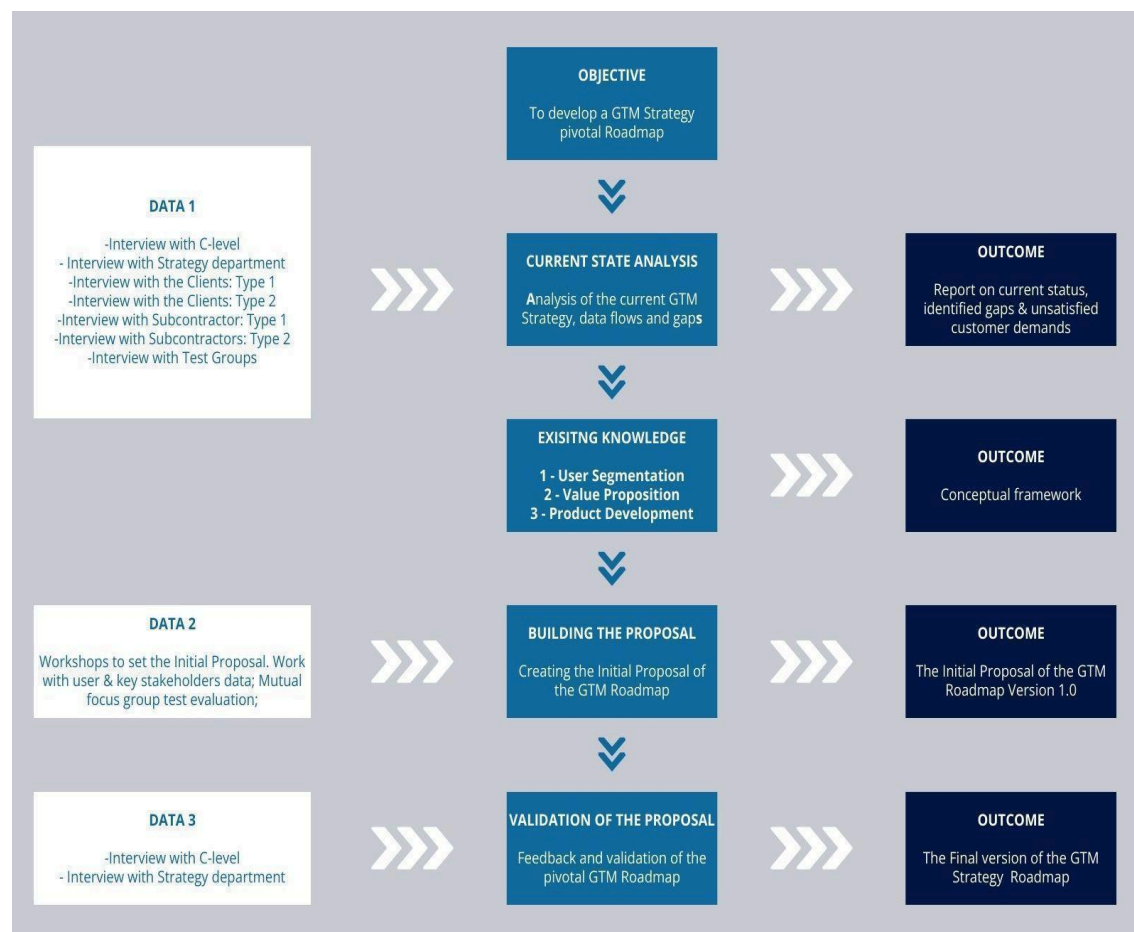 OBJECTIVE
To develop a GTM Strategy
pivotal Roadmap
DATA 1
-Interview with C-level
- Interview with Strategy department
-Interview with the Clients: Type 1
-Interview with the Clients: Type 2
-Interview with Subcontractor: Type 1
-Interview with Subcontractors: Type 2
-Interview with Test Groups
CURRENT STATE ANALYSIS
Analysis of the current GTM
Strategy, data flows and gaps
OUTCOME
Report on current status,
identified gaps & unsatisfied
customer demands
EXISITNG KNOWLEDGE
1 - User Segmentation
2 - Value Proposition
3 - Product Development
OUTCOME
Conceptual framework
DATA 2
Workshops to set the Initial Proposal. Work
with user & key stakeholders data; Mutual
focus group test evaluation;
BUILDING THE PROPOSAL
Creating the Initial Proposal of
the GTM Roadmap
OUTCOME
The Initial Proposal of the GTM
Roadmap Version 1.0
DATA 3
-Interview with C-level
- Interview with Strategy department
VALIDATION OF THE PROPOSAL
Feedback and validation of the
pivotal GTM Roadmap
OUTCOME
The Final version of the GTM
Strategy Roadmap